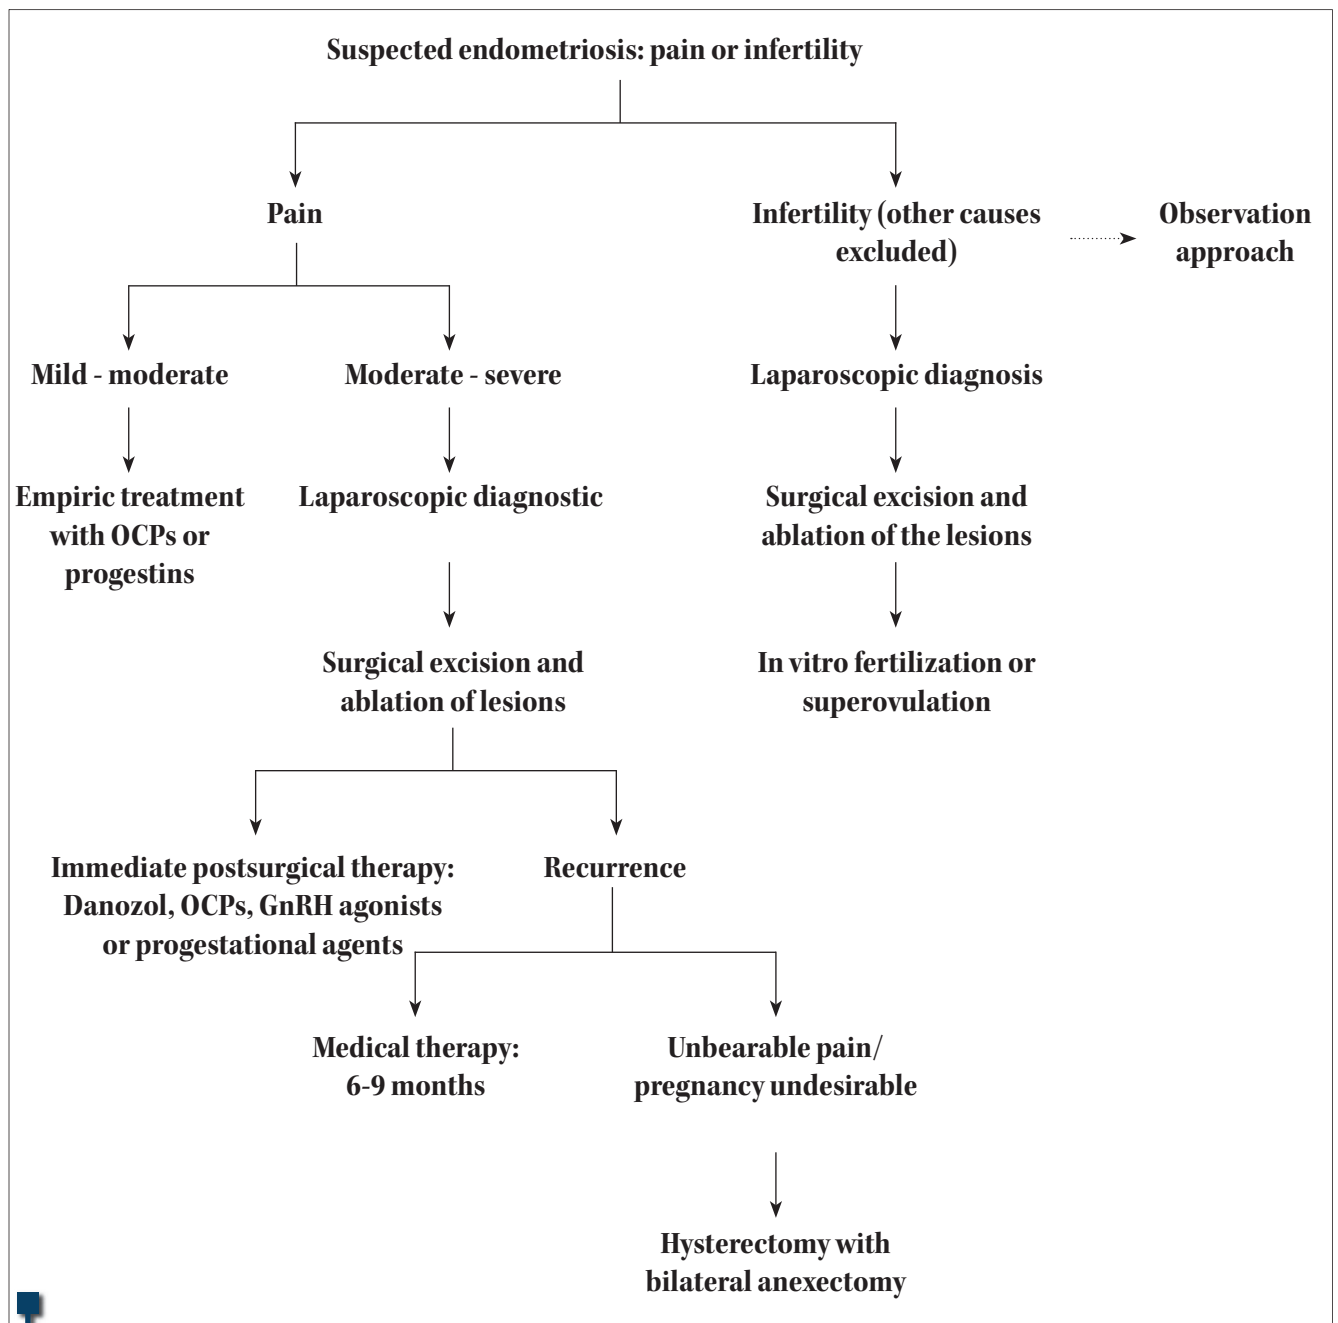 Suspected endometriosis: pain or infertility
Pain
Infertility (other causes
excluded)
Observation
approach
Mild - moderate
Moderate - severe
Laparoscopic diagnosis
Empiric treatment
with OCPs or
progestins
Laparoscopic diagnostic
Surgical excision and
ablation of the lesions
Surgical excision and
ablation of lesions
In vitro fertilization or
superovulation
Immediate postsurgical therapy:
Danozol, OCPs, GnRH agonists
or progestational agents
Recurrence
Medical therapy:
6-9 months
Unbearable pain/
pregnancy undesirable
Hysterectomy with
bilateral anexectomy